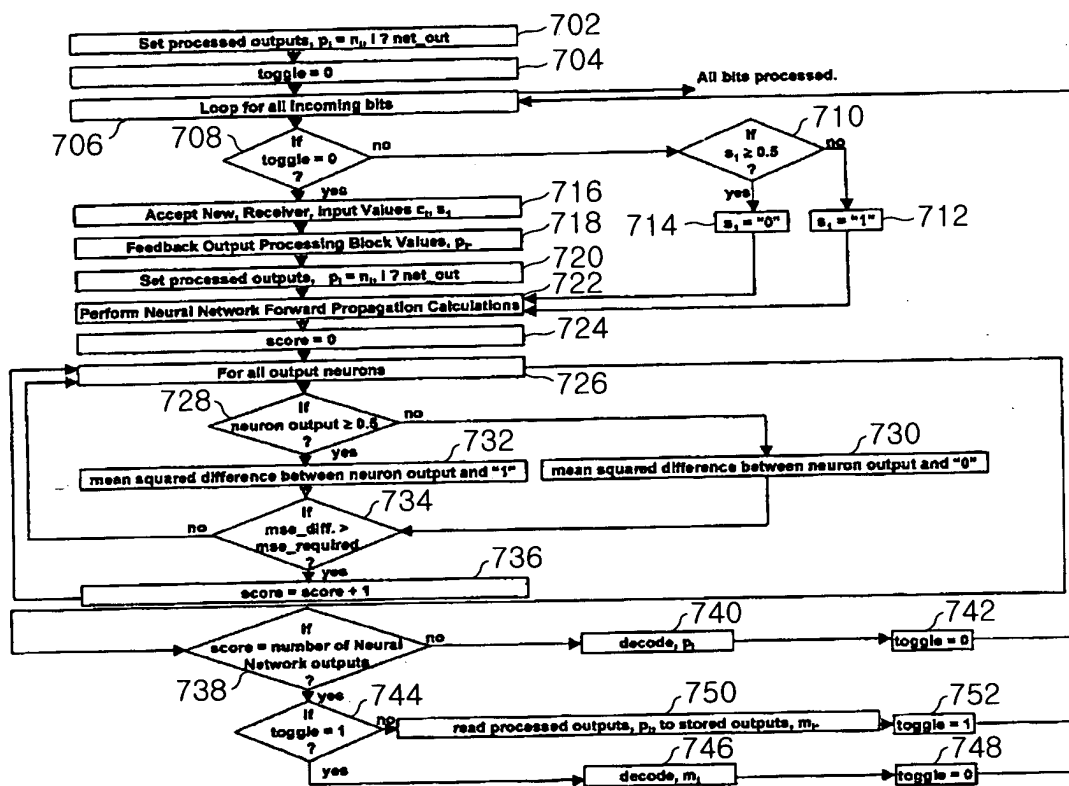 702
Set processed outputs, pi = ni, i ? net_out
704
toggle = 0
All bits processed.
Loop for all incoming bits
706
708
If
toggle = 0
?
no
yes
710
If
s1 ≥ 0.5
?
no
yes
716
Accept New, Receiver, Input Values ct, s1
714
s1 = "0"
s1 = "1"
712
718
Feedback Output Processing Block Values, pi.
720
Set processed outputs, pi = ni, i ? net_out
722
Perform Neural Network Forward Propagation Calculations
724
score = 0
For all output neurons
726
728
If
neuron output ≥ 0.5
?
no
yes
732
730
mean squared difference between neuron output and "1"
mean squared difference between neuron output and "0"
734
If
mse_diff. >
mse_required
?
no
yes
736
score = score + 1
738
If
score = number of Neural
Network outputs
?
no
yes
740
decode, pi
742
toggle = 0
744
If
toggle = 1
?
no
yes
750
read processed outputs, pi, to stored outputs, mi.
752
toggle = 1
746
decode, mi
748
toggle = 0